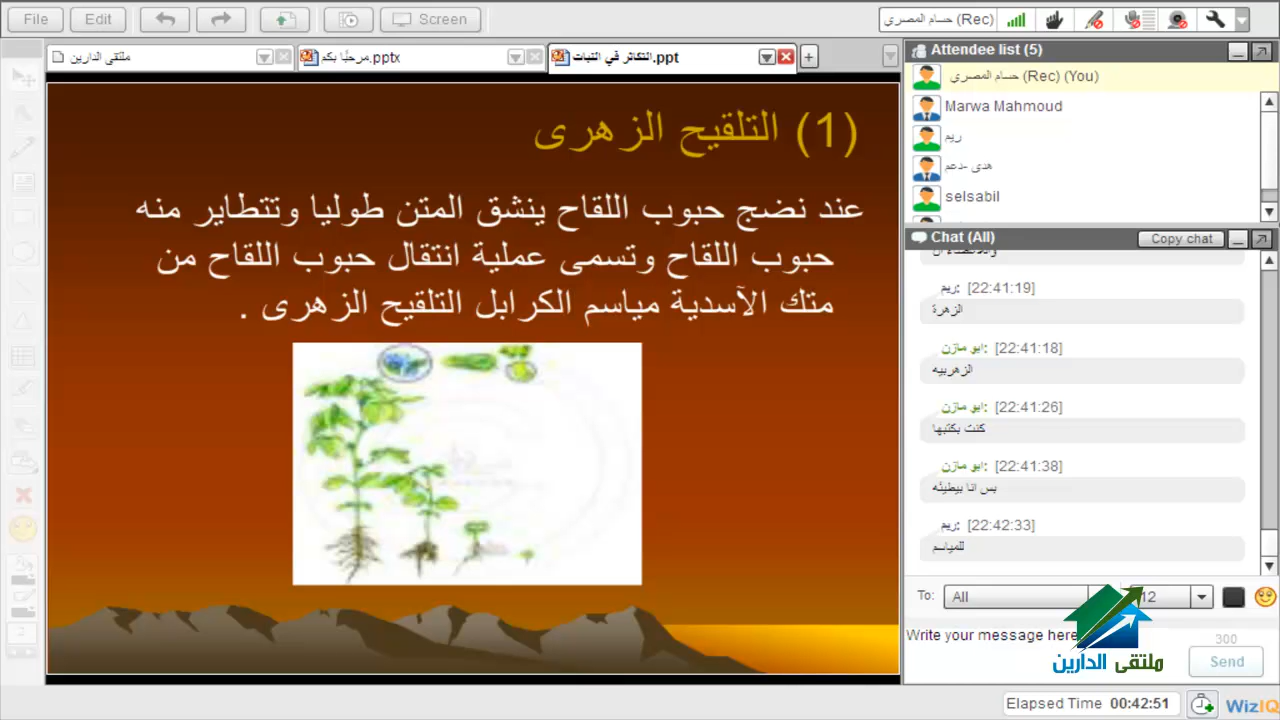 File
Edit
Screen
حسام المصري (Rec)
ملتقى الدارين
مرحبًا بكم.pptx
التكاثر في النبات.ppt
(1) التلقيح الزهرى
عند نضج حبوب اللقاح ينشق المتن طوليا وتتطاير منه
حبوب اللقاح وتسمى عملية انتقال حبوب اللقاح من
متك الآسدية مياسم الكرابل التلقيح الزهرى .
Attendee list (5)
حسام المصري (Rec) (You)
Marwa Mahmoud
ريم
هدى -دعم
selsabil
Chat (All)
Copy chat
ريم: [22:41:19]
الزهرة
ابو مازن: [22:41:18]
الزهرييه
ابو مازن: [22:41:26]
كنت بكتبها
ابو مازن: [22:41:38]
بس انا بيطيئه
ريم: [22:42:33]
للمياسم
To:
All
12
Write your message here
300
Send
ملتقى الدارين
Elapsed Time 00:42:51
WizIQ